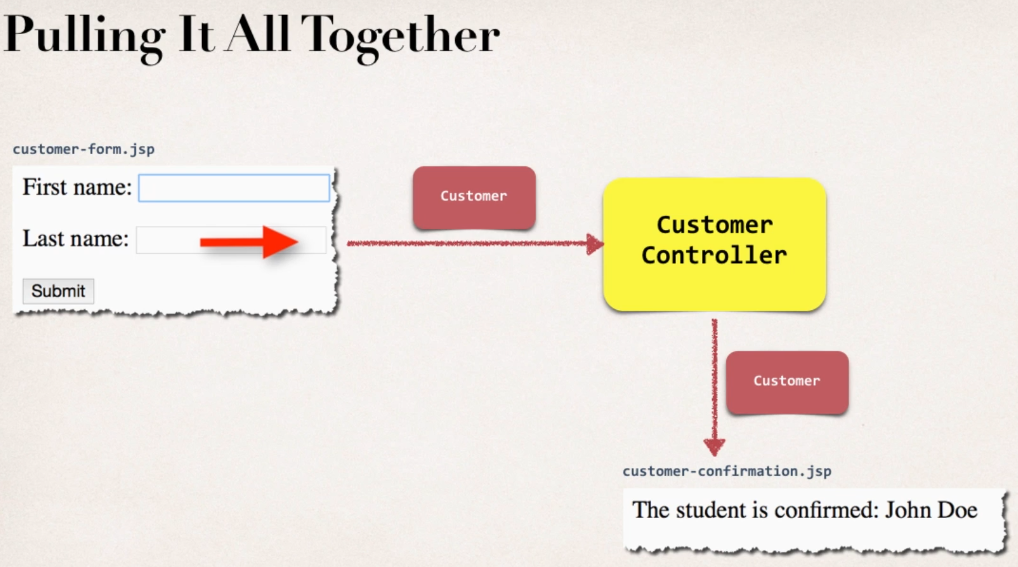 Pulling It All Together
customer-form.jsp
First name:
Last name:
Submit
Customer
Customer
Controller
Customer
customer-confirmation.jsp
The student is confirmed: John Doe